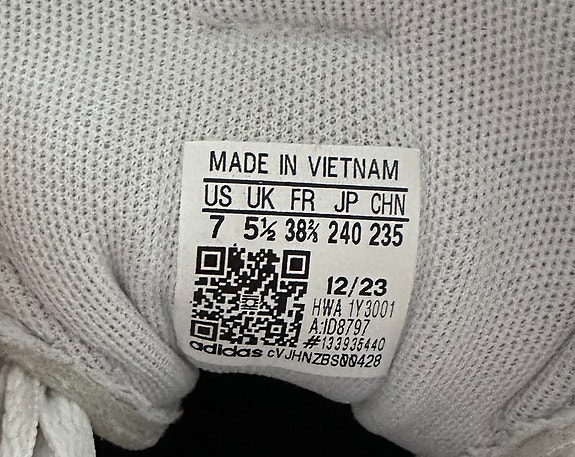 MADE IN VIETNAM
US UK FR JP CHN
7 5½ 38⅔ 240 235
12/23
HWA 1Y3001
A:ID8797
#133935440
adidas cVJHNZBS00428